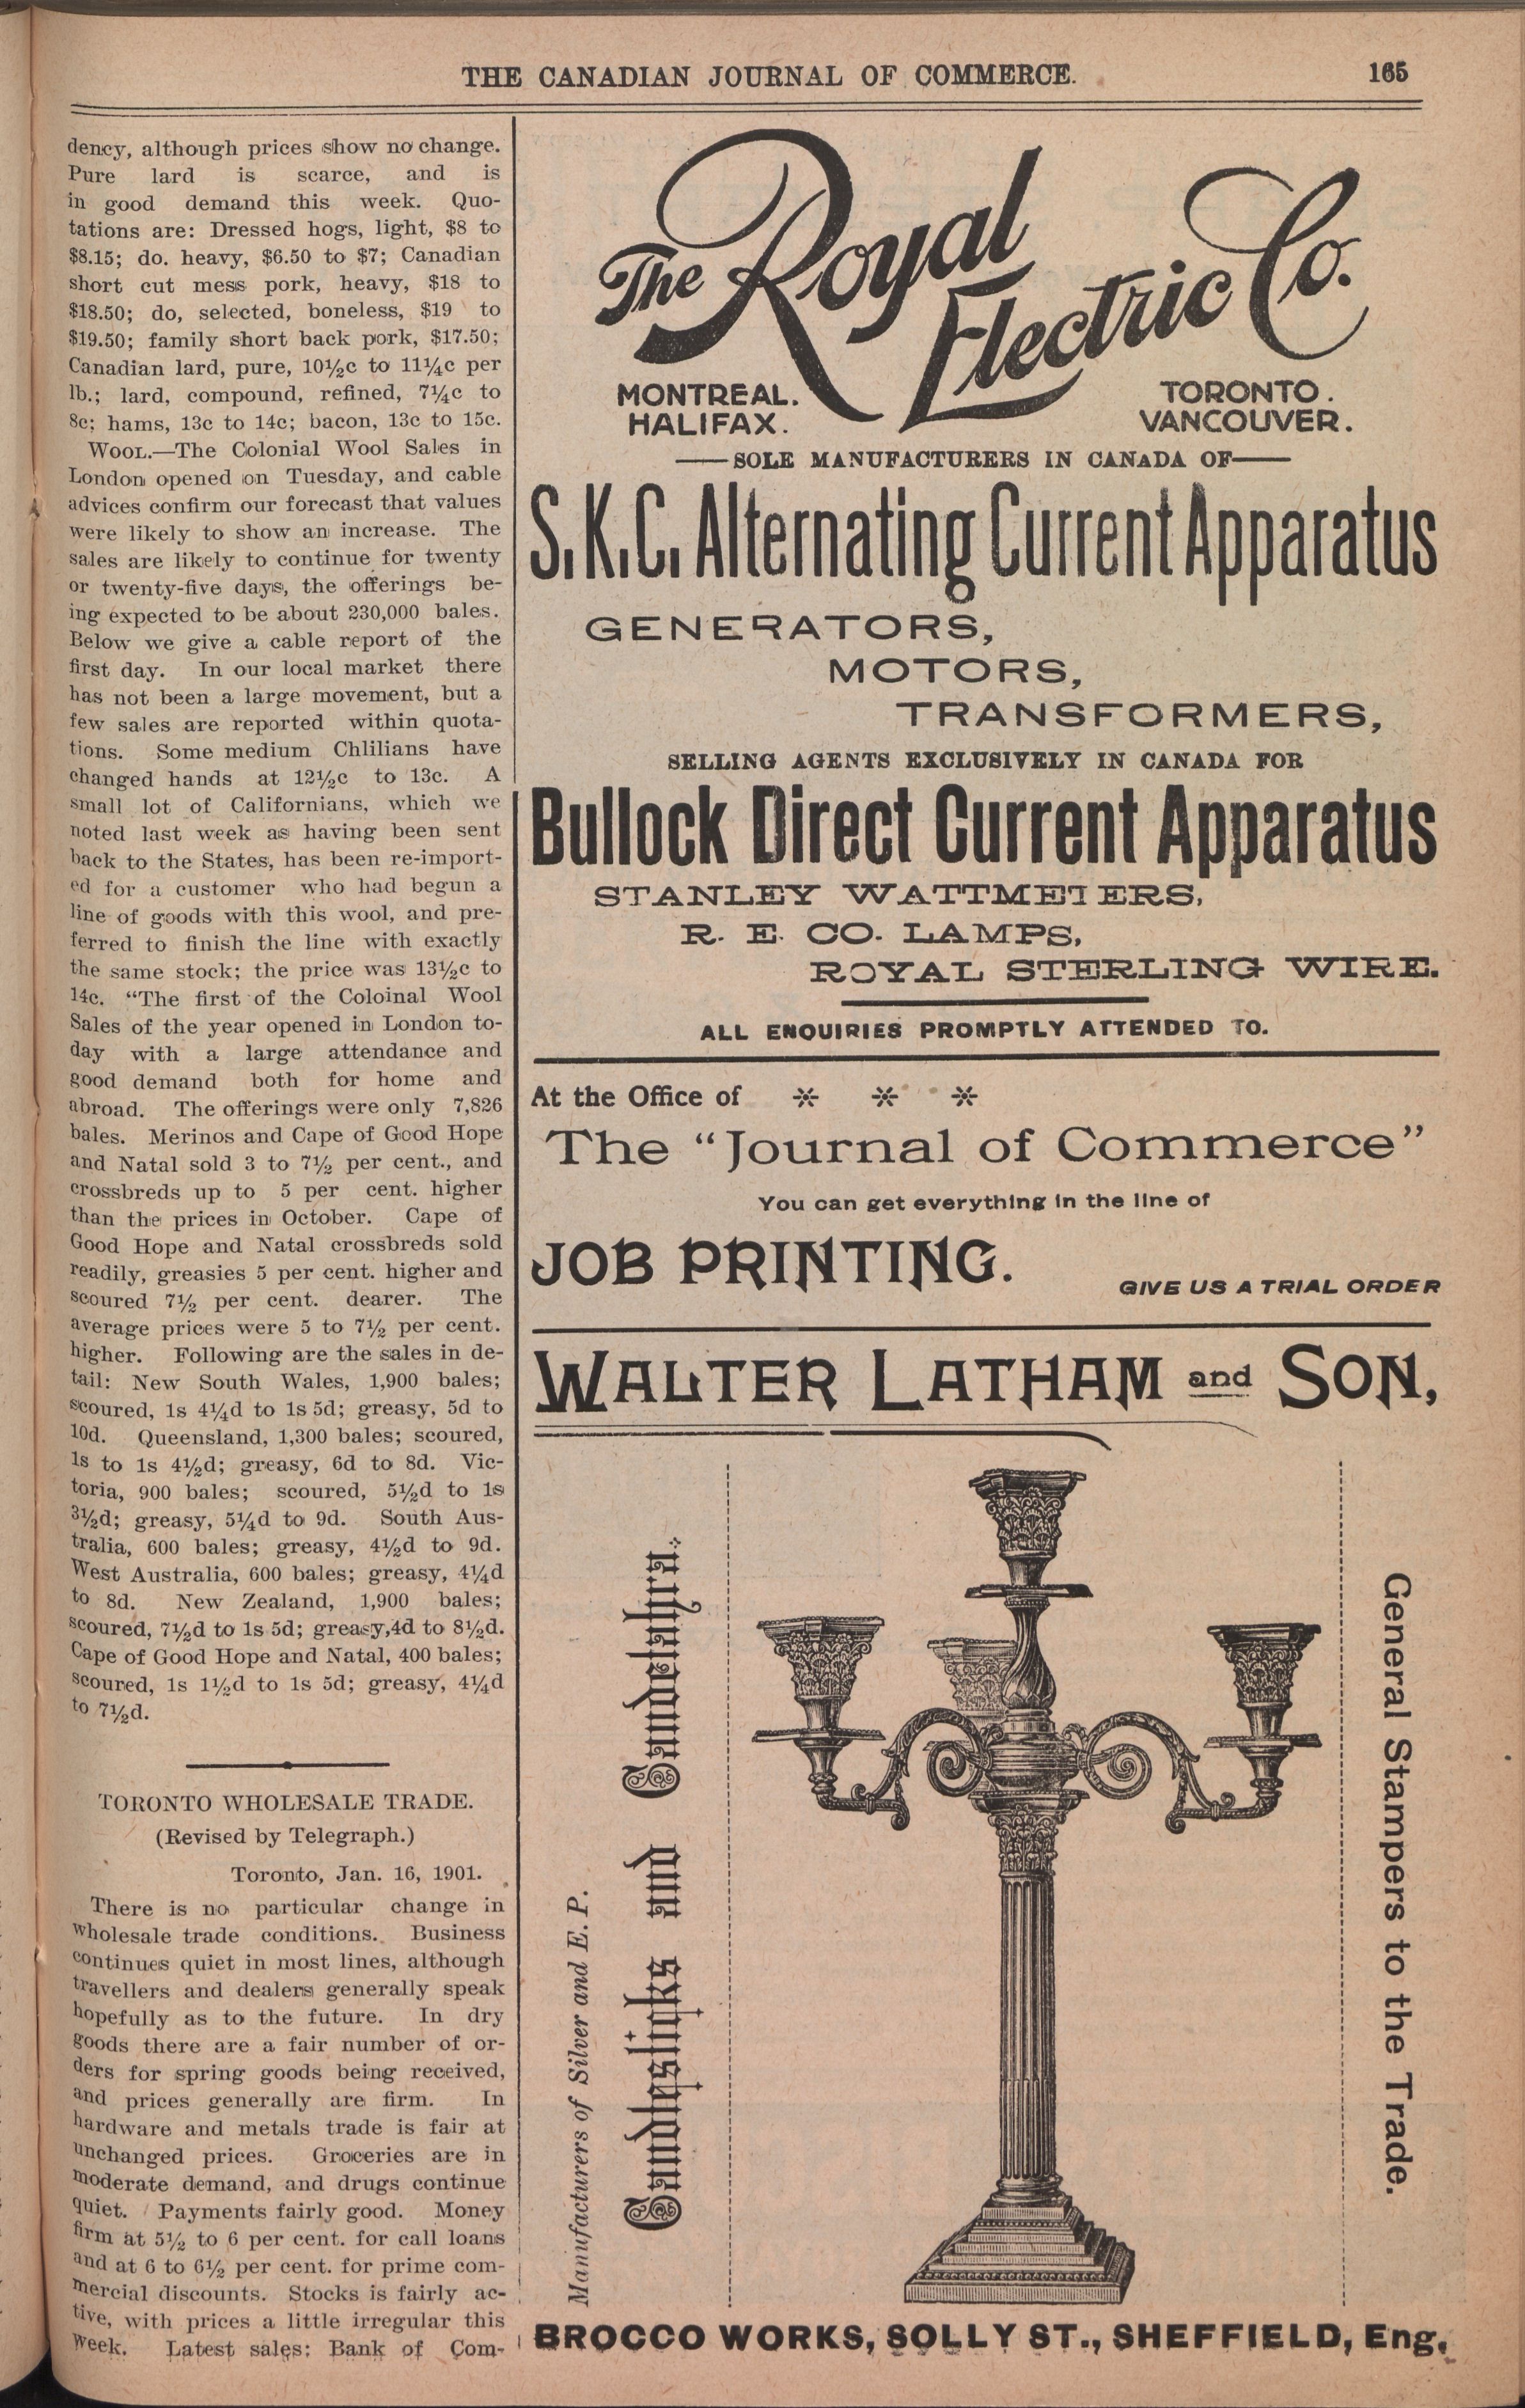 THE CANADIAN JOURNAL OF COMMERCE.
165
dency, although prices show no change.
Pure lard is scarce, and is
in good demand this week. Quo-
tations are: Dressed hogs, light, $8 to
$8.15; do. heavy, $6.50 to $7; Canadian
short cut mess pork, heavy, $18 to
$18.50; do, selected, boneless, $19 to
$19.50; family short back pork, $17.50;
Canadian lard, pure, 10½c to 11¼c per
lb.; lard, compound, refined, 7¼c to
8c; hams, 13c to 14c; bacon, 13c to 15c.
WOOL.—The Colonial Wool Sales in
London opened on Tuesday, and cable
advices confirm our forecast that values
were likely to show an increase. The
sales are likely to continue for twenty
or twenty-five days, the offerings be-
ing expected to be about 230,000 bales.
Below we give a cable report of the
first day. In our local market there
has not been a large movement, but a
few sales are reported within quota-
tions. Some medium Chlilians have
changed hands at 12½c to 13c. A
small lot of Californians, which we
noted last week as having been sent
back to the States, has been re-import-
ed for a customer who had begun a
line of goods with this wool, and pre-
ferred to finish the line with exactly
the same stock; the price was 13½c to
14c. "The first of the Coloinal Wool
Sales of the year opened in London to-
day with a large attendance and
good demand both for home and
abroad. The offerings were only 7,826
bales. Merinos and Cape of Good Hope
and Natal sold 3 to 7½ per cent., and
crossbreds up to 5 per cent. higher
than the prices in October. Cape of
Good Hope and Natal crossbreds sold
readily, greasies 5 per cent. higher and
scoured 7½ per cent. dearer. The
average prices were 5 to 7½ per cent.
higher. Following are the sales in de-
tail: New South Wales, 1,900 bales;
scoured, 1s 4¼d to 1s 5d; greasy, 5d to
10d. Queensland, 1,300 bales; scoured,
1s to 1s 4½d; greasy, 6d to 8d. Vic-
toria, 900 bales; scoured, 5½d to 1s
3½d; greasy, 5¼d to 9d. South Aus-
tralia, 600 bales; greasy, 4½d to 9d.
West Australia, 600 bales; greasy, 4¼d
to 8d. New Zealand, 1,900 bales;
scoured, 7½d to 1s 5d; greasy,4d to 8½d.
Cape of Good Hope and Natal, 400 bales;
scoured, 1s 1½d to 1s 5d; greasy, 4¼d
to 7½d.
TORONTO WHOLESALE TRADE.
(Revised by Telegraph.)
Toronto, Jan. 16, 1901.
There is no particular change in
wholesale trade conditions. Business
continues quiet in most lines, although
travellers and dealers generally speak
hopefully as to the future. In dry
goods there are a fair number of or-
ders for spring goods being received,
and prices generally are firm. In
hardware and metals trade is fair at
unchanged prices. Groceries are in
moderate demand, and drugs continue
quiet. Payments fairly good. Money
firm at 5½ to 6 per cent. for call loans
and at 6 to 6½ per cent. for prime com-
mercial discounts. Stocks is fairly ac-
tive, with prices a little irregular this
week. Latest sales: Bank of Com-
The Royal
Electric Co.
MONTREAL.
HALIFAX.
TORONTO.
VANCOUVER.
SOLE MANUFACTURERS IN CANADA OF
S.K.C. Alternating Current Apparatus
GENERATORS,
MOTORS,
TRANSFORMERS,
SELLING AGENTS EXCLUSIVELY IN CANADA FOR
Bullock Direct Current Apparatus
STANLEY WATTMETERS,
R. E. CO. LAMPS,
ROYAL STERLING WIRE.
ALL ENQUIRIES PROMPTLY ATTENDED TO.
At the Office of * * *
The "Journal of Commerce"
You can get everything in the line of
JOB PRINTING.
GIVE US A TRIAL ORDER
WALTER LATHAM and SON,
Manufacturers of Silver and E. P.
Candlesticks and Candelabra.
General Stampers to the Trade.
BROCCO WORKS, SOLLY ST., SHEFFIELD, Eng.